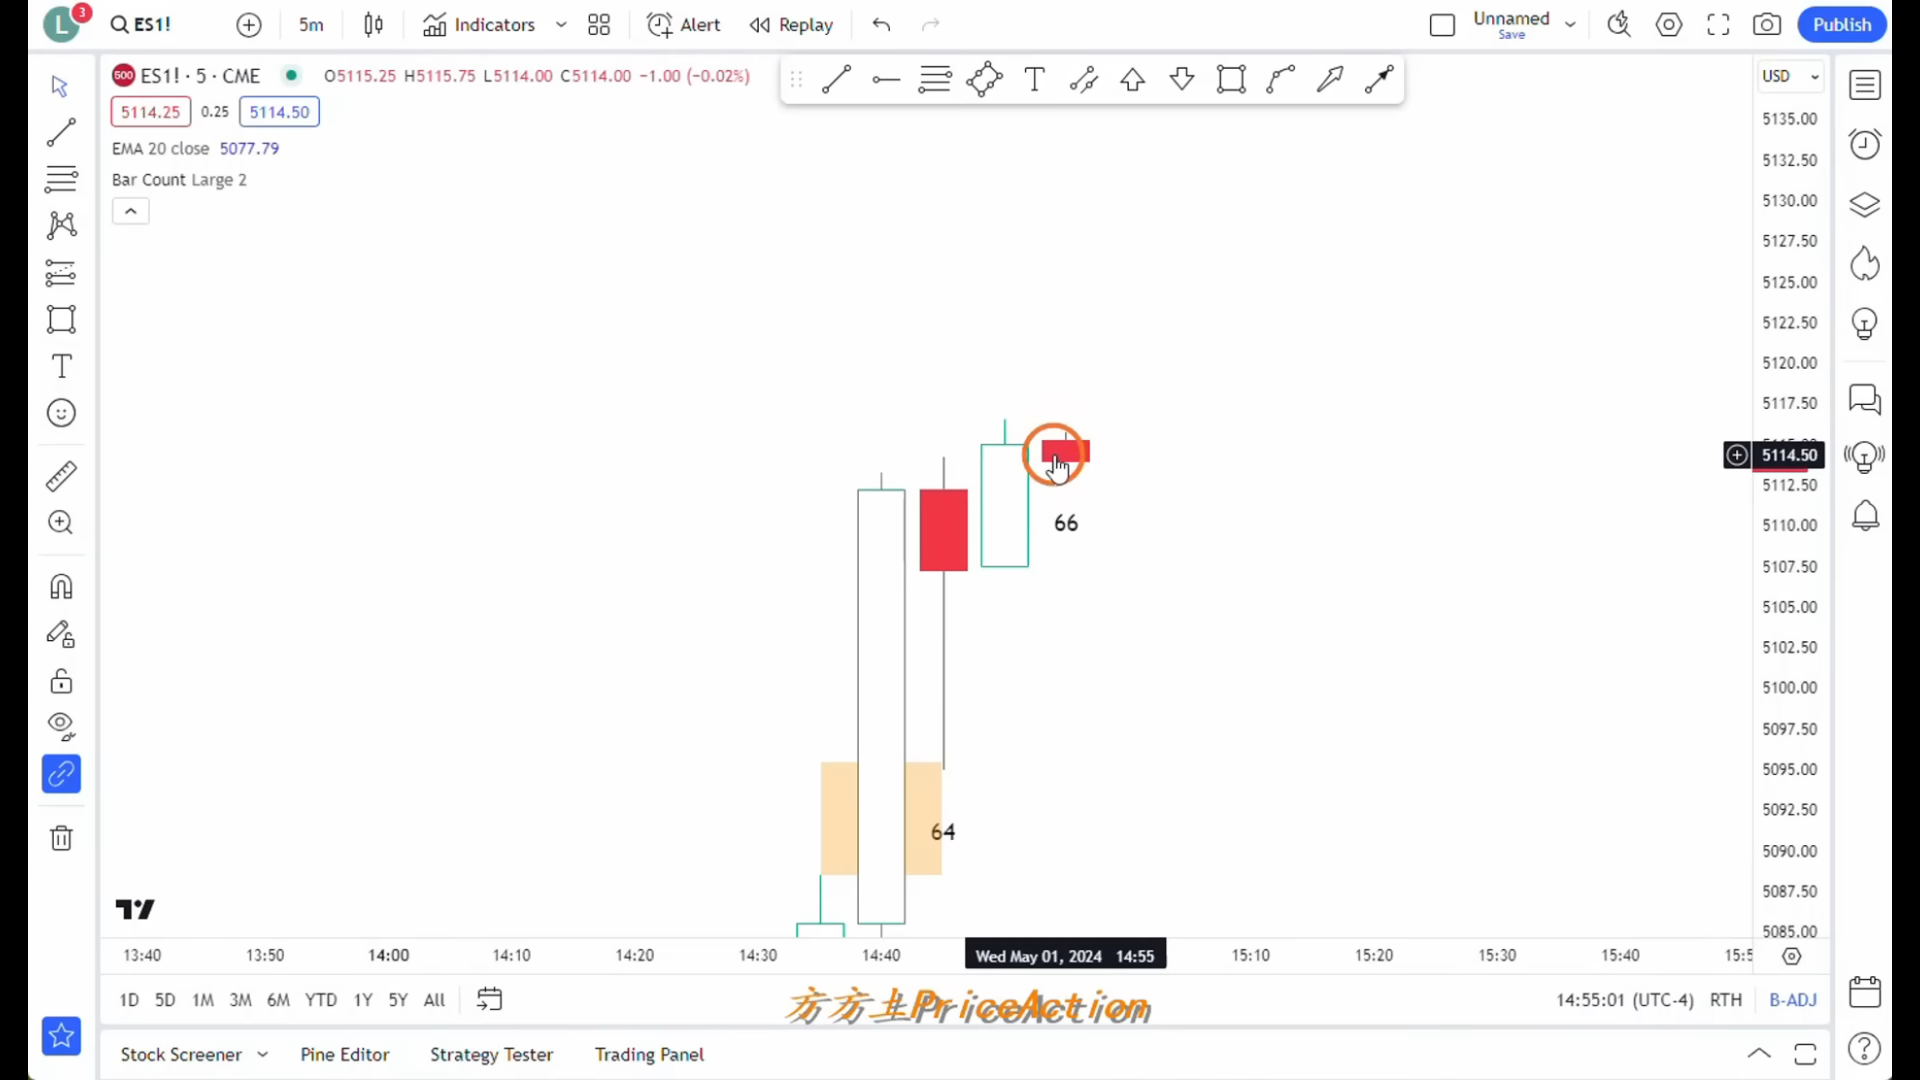 L 3 ES1! 5m Indicators Alert Replay Unnamed Save Publish
500 ES1! · 5 · CME O5115.25 H5115.75 L5114.00 C5114.00 −1.00 (−0.02%) USD
5114.25 0.25 5114.50
EMA 20 close 5077.79
Bar Count Large 2
5135.00
5132.50
5130.00
5127.50
5125.00
5122.50
5120.00
5117.50
5114.50
5112.50
5110.00
5107.50
5105.00
5102.50
5100.00
5097.50
5095.00
5092.50
5090.00
5087.50
5085.00
66
64
13:40 13:50 14:00 14:10 14:20 14:30 14:40 Wed May 01, 2024 14:55 15:10 15:20 15:30 15:40
1D 5D 1M 3M 6M YTD 1Y 5Y All 14:55:01 (UTC-4) RTH B-ADJ
方方土PriceAction
Stock Screener Pine Editor Strategy Tester Trading Panel